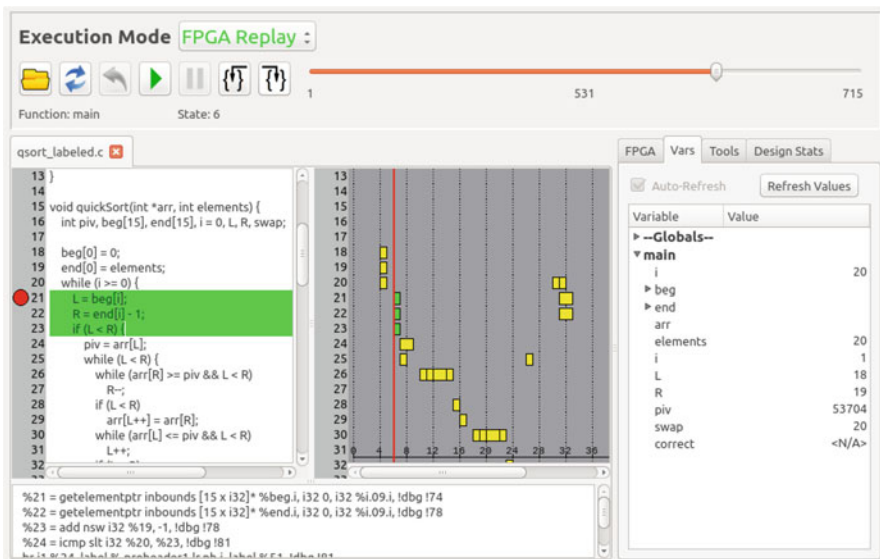 Execution Mode FPGA Replay
1 531 715
Function: main State: 6
qsort_labeled.c
13 }
14
15 void quickSort(int *arr, int elements) {
16 int piv, beg[15], end[15], i = 0, L, R, swap;
17
18 beg[0] = 0;
19 end[0] = elements;
20 while (i >= 0) {
21 L = beg[i];
22 R = end[i] - 1;
23 if (L < R) {
24 piv = arr[L];
25 while (L < R) {
26 while (arr[R] >= piv && L < R)
27 R--;
28 if (L < R)
29 arr[L++] = arr[R];
30 while (arr[L] <= piv && L < R)
31 L++;
32
13
14
15
16
17
18
19
20
21
22
23
24
25
26
27
28
29
30
31
32
0 4 8 12 16 20 24 28 32 36
FPGA Vars Tools Design Stats
Auto-Refresh Refresh Values
Variable Value
--Globals--
main
i 20
beg
end
arr
elements 20
i 1
L 18
R 19
piv 53704
swap 20
correct <N/A>
%21 = getelementptr inbounds [15 x i32]* %beg.i, i32 0, i32 %i.09.i, !dbg !74
%22 = getelementptr inbounds [15 x i32]* %end.i, i32 0, i32 %i.09.i, !dbg !78
%23 = add nsw i32 %19, -1, !dbg !78
%24 = icmp slt i32 %20, %23, !dbg !81